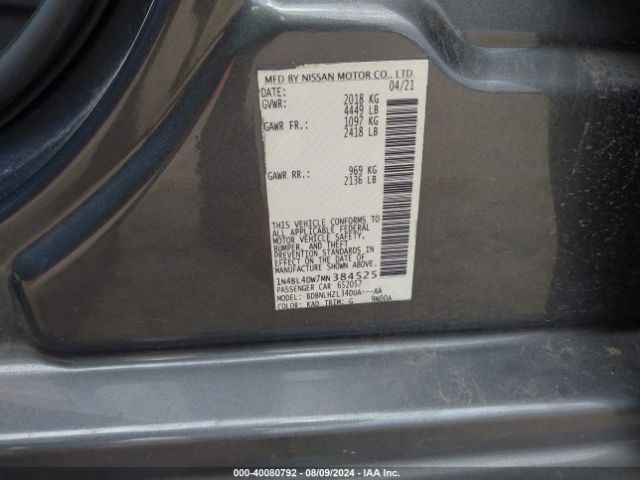 MFD BY NISSAN MOTOR CO., LTD.
DATE: 04/21
GVWR: 2018 KG
4449 LB
GAWR FR.: 1097 KG
2418 LB
GAWR RR.: 969 KG
2136 LB
THIS VEHICLE CONFORMS TO
ALL APPLICABLE FEDERAL
MOTOR VEHICLE SAFETY,
BUMPER, AND THEFT
PREVENTION STANDARDS
IN EFFECT ON THE DATE OF
MANUFACTURE SHOWN ABOVE.
1N4BL4DW7MN384525
PASSENGER CAR 652057
MODEL: BDBNLHZL34DUA---AA
COLOR: KAD TRIM: G 9N00A
000-40080792 - 08/09/2024 - IAA Inc.